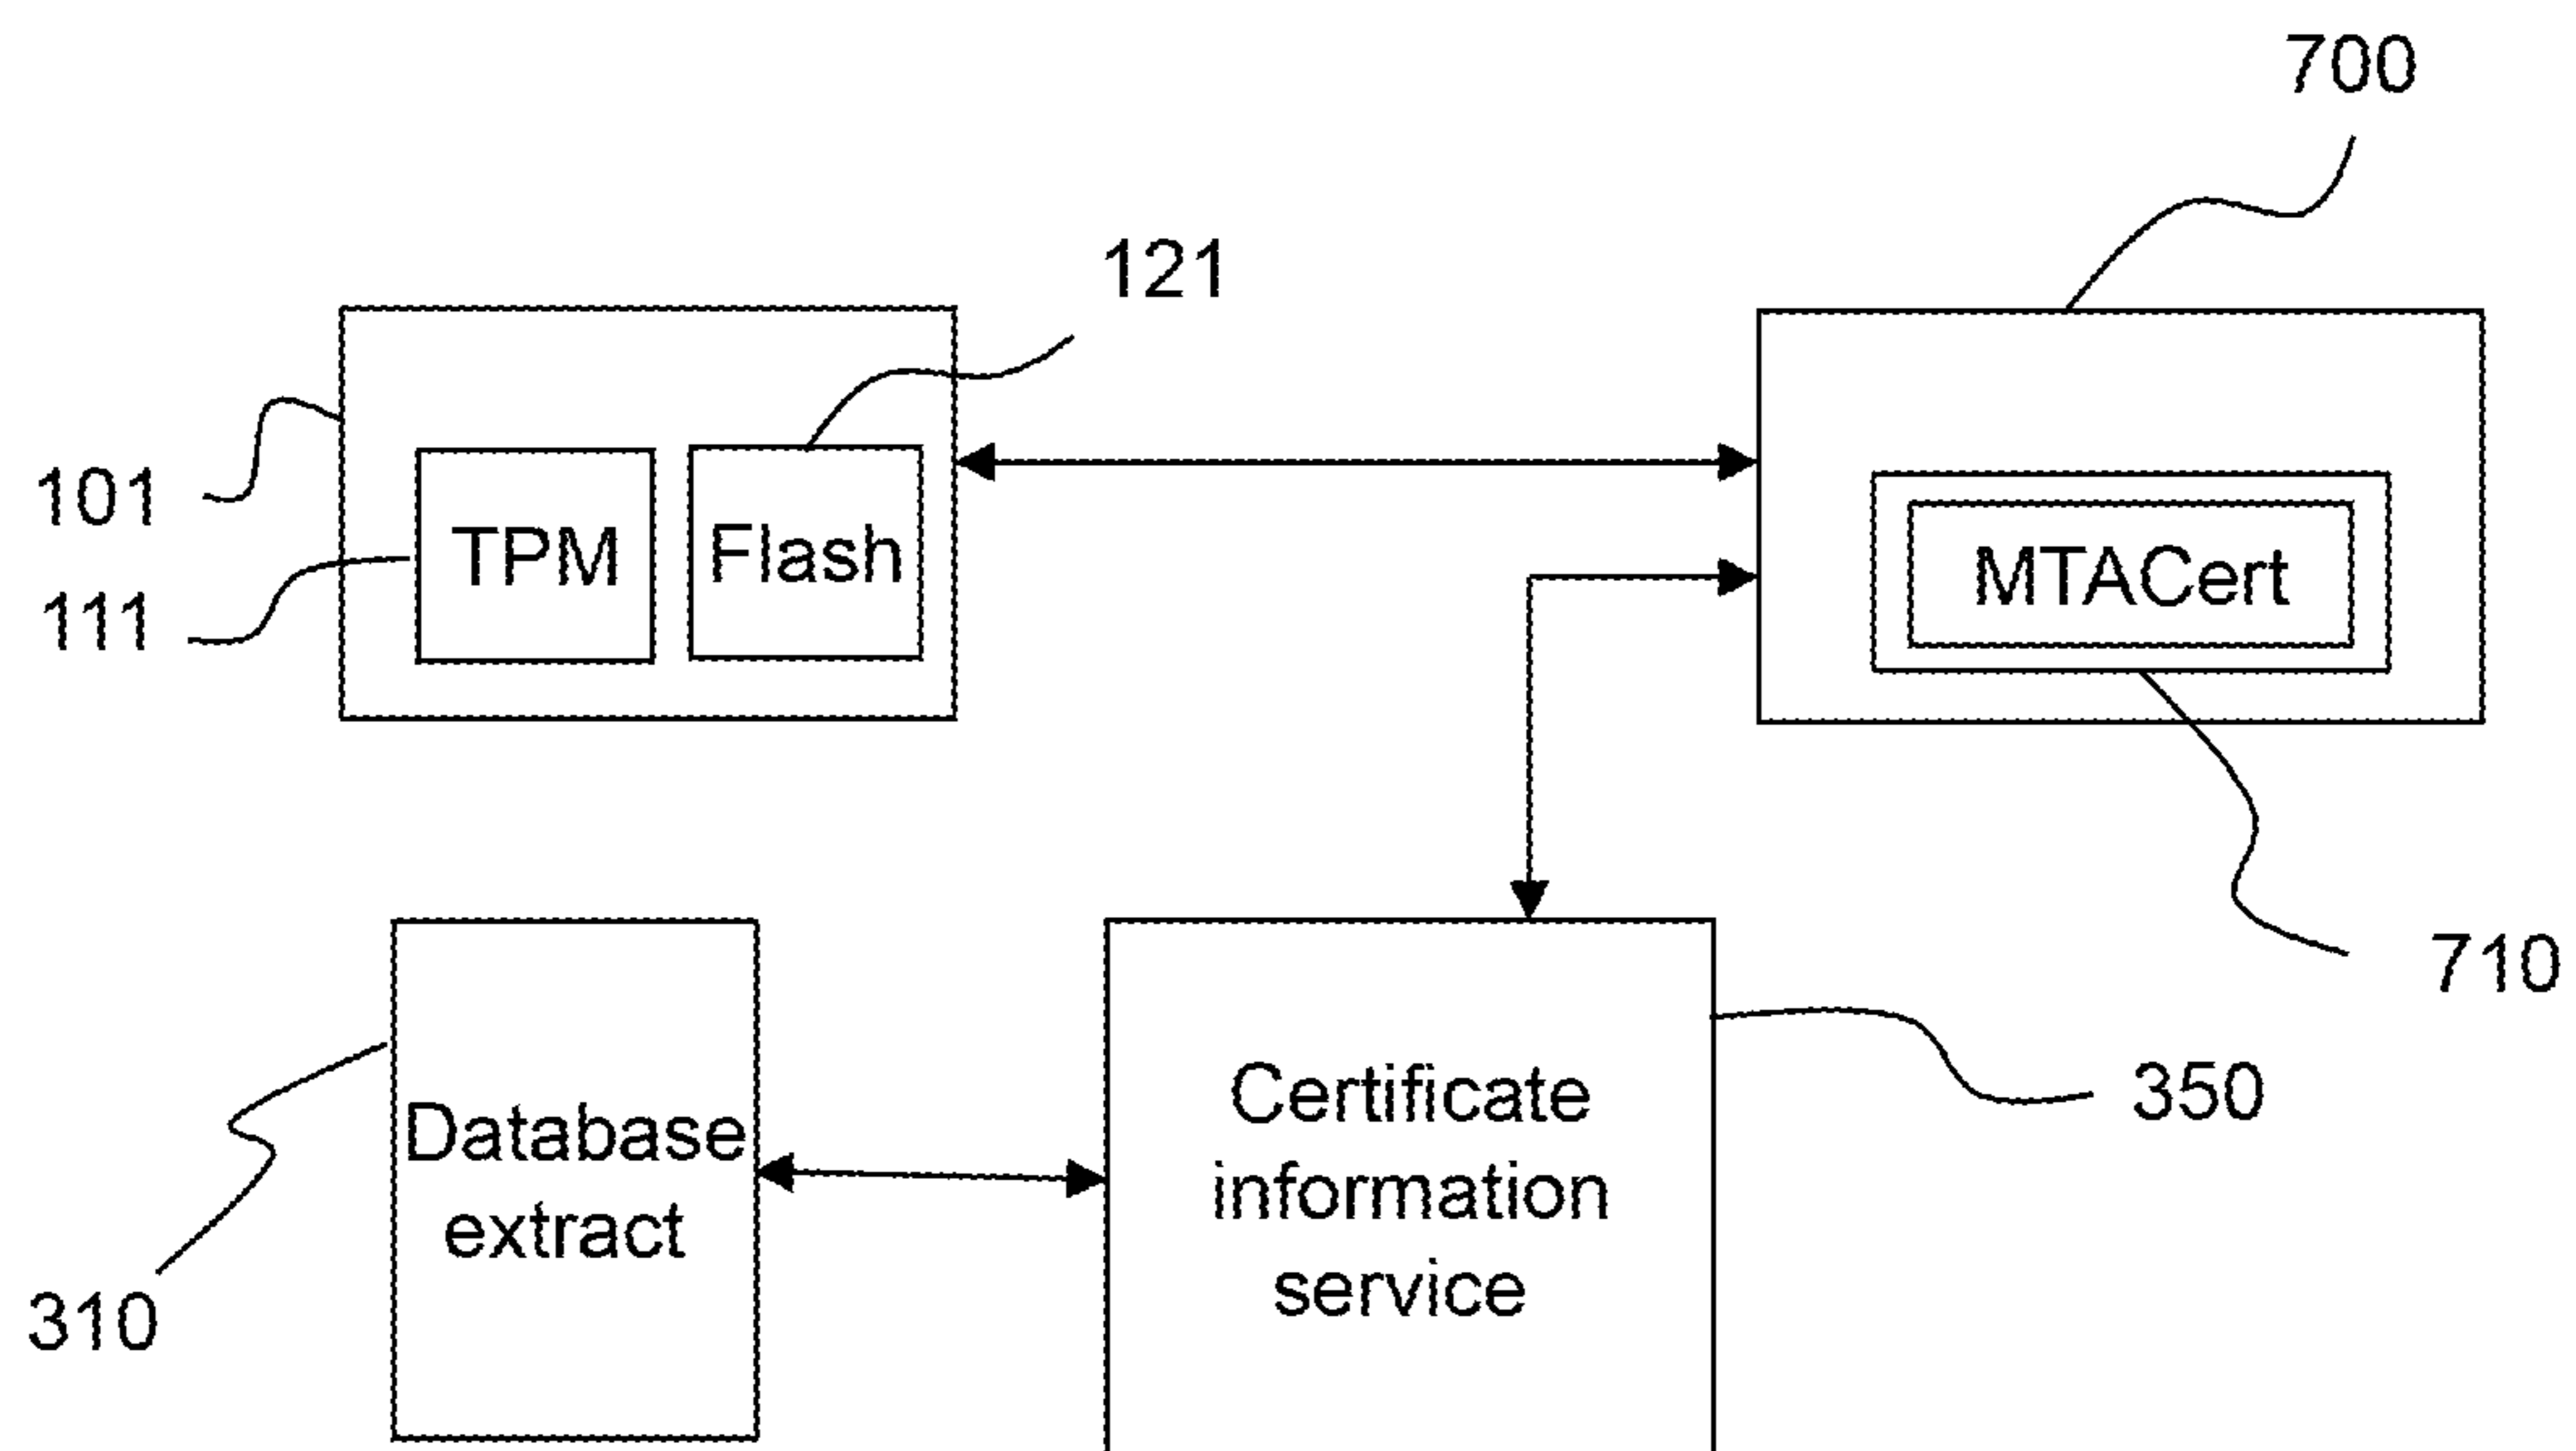 700
121
101
TPM
Flash
MTACert
111
710
Database
extract
Certificate
information
service
350
310